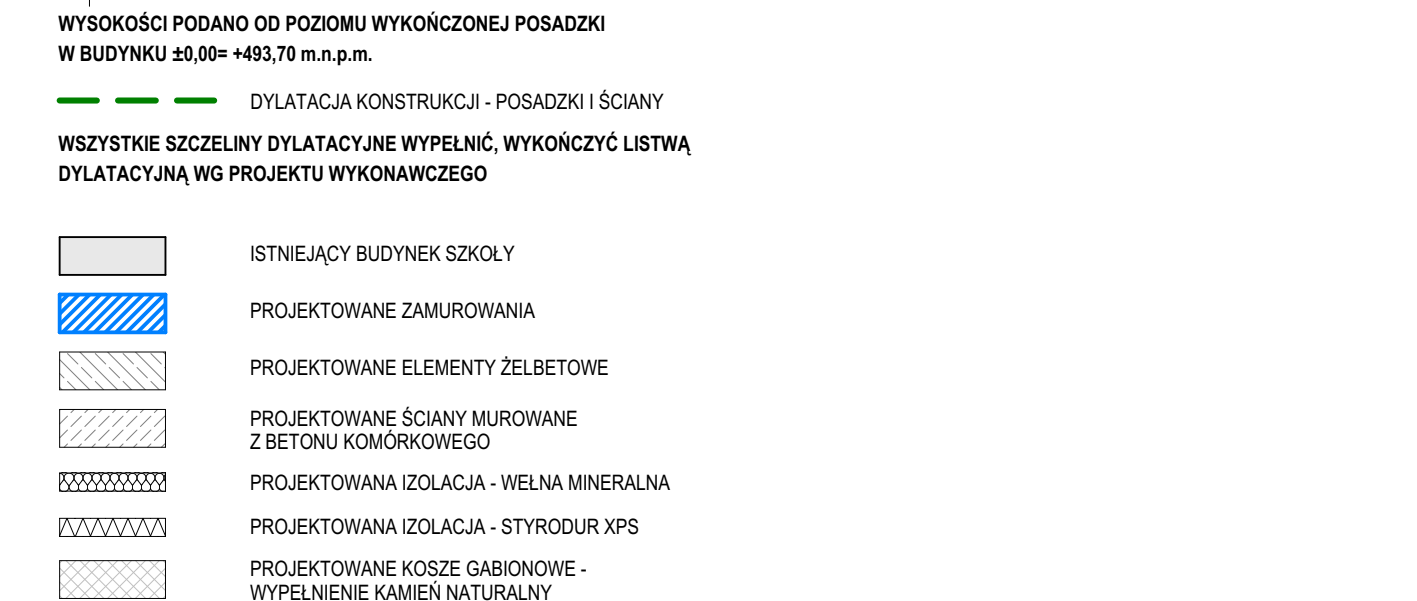 WYSOKOŚCI PODANO OD POZIOMU WYKOŃCZONEJ POSADZKI
W BUDYNKU ±0,00= +493,70 m.n.p.m.
DYLATACJA KONSTRUKCJI - POSADZKI I ŚCIANY
WSZYSTKIE SZCZELINY DYLATACYJNE WYPEŁNIĆ, WYKOŃCZYĆ LISTWĄ
DYLATACYJNĄ WG PROJEKTU WYKONAWCZEGO
ISTNIEJĄCY BUDYNEK SZKOŁY
PROJEKTOWANE ZAMUROWANIA
PROJEKTOWANE ELEMENTY ŻELBETOWE
PROJEKTOWANE ŚCIANY MUROWANE
Z BETONU KOMÓRKOWEGO
PROJEKTOWANA IZOLACJA - WEŁNA MINERALNA
PROJEKTOWANA IZOLACJA - STYRODUR XPS
PROJEKTOWANE KOSZE GABIONOWE -
WYPEŁNIENIE KAMIEŃ NATURALNY